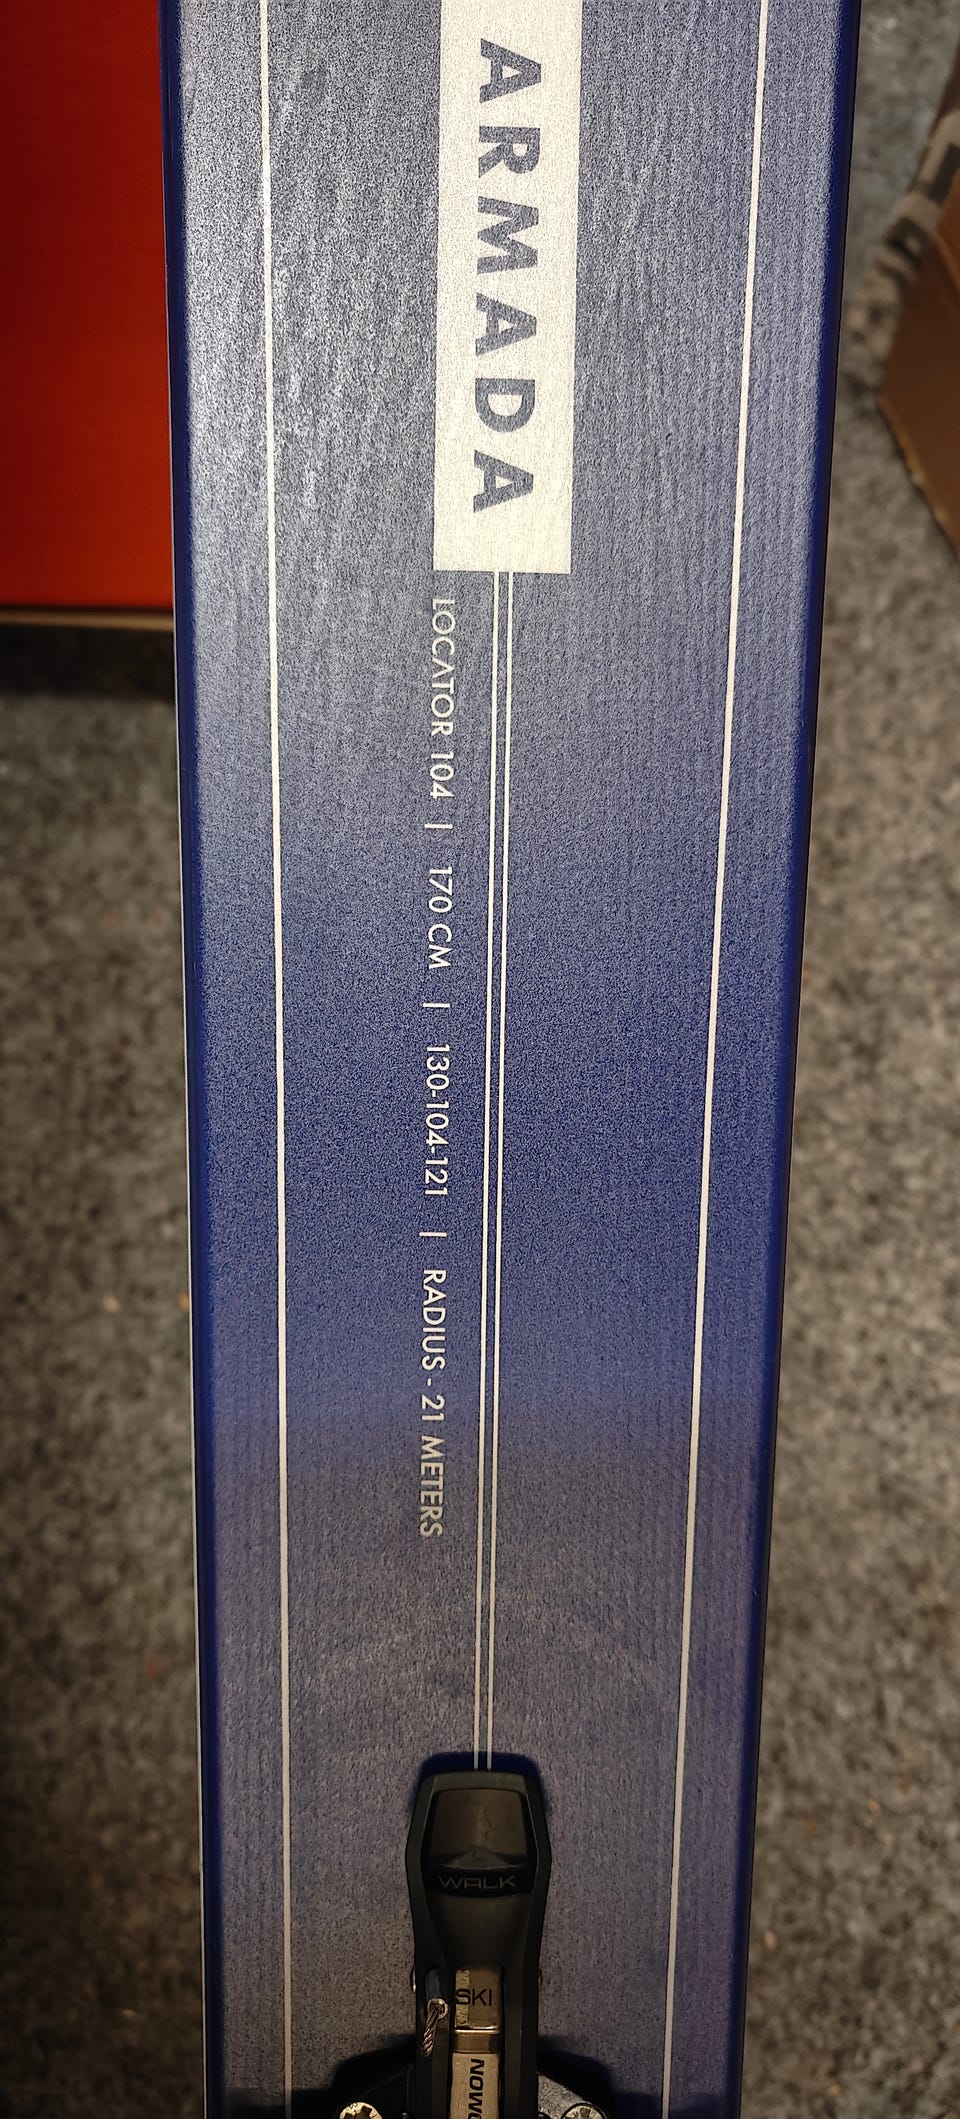 ARMADA
LOCATOR 104 | 170 CM | 130-104-121 | RADIUS - 21 METERS
WALK
SKI